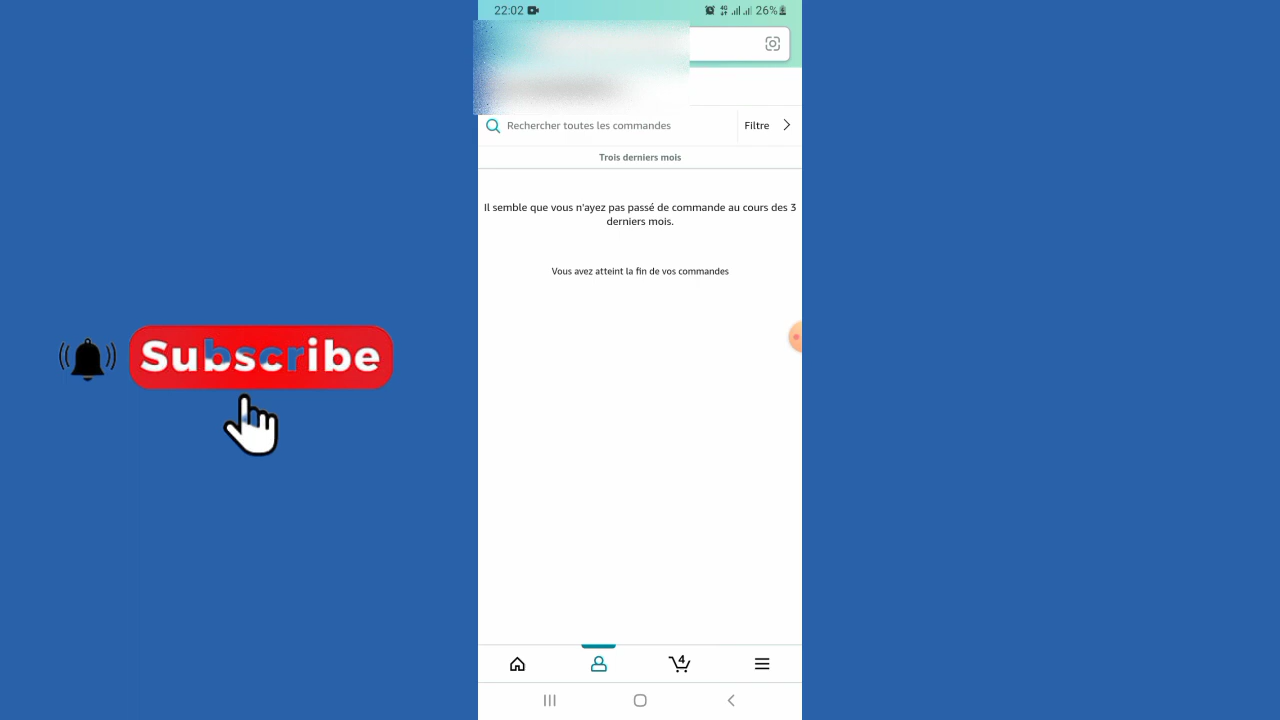 22:02
4G
26%
Rechercher toutes les commandes
Filtre
Trois derniers mois
Il semble que vous n'ayez pas passé de commande au cours des 3
derniers mois.
Vous avez atteint la fin de vos commandes
Subscribe
4